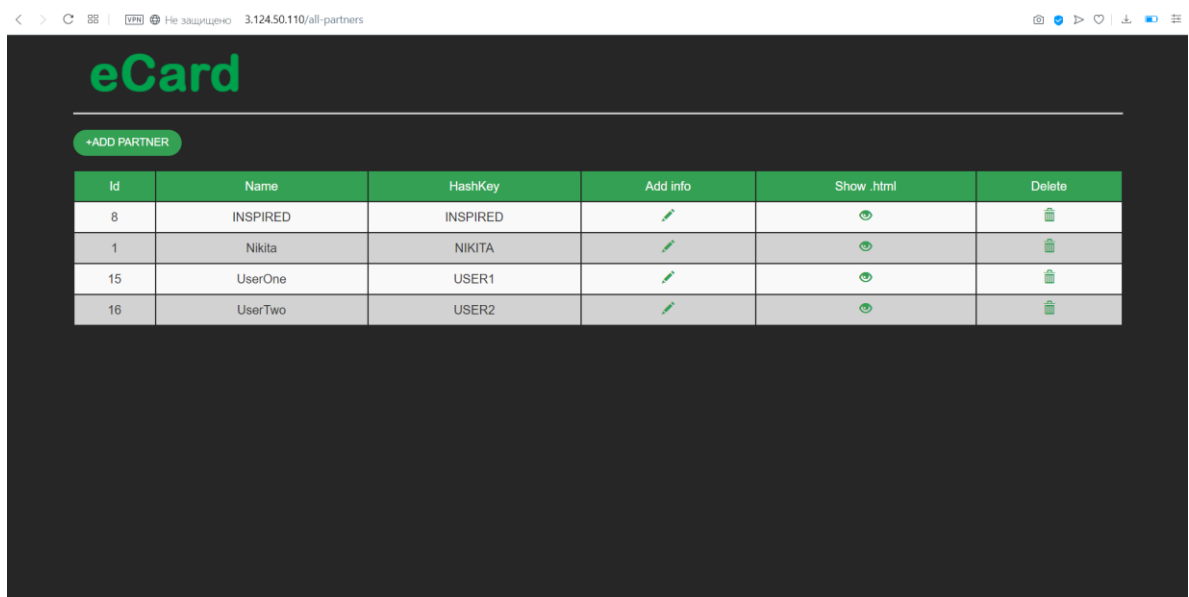 VPN Не защищено 3.124.50.110/all-partners
eCard
+ADD PARTNER
Id Name HashKey Add info Show .html Delete
8 INSPIRED INSPIRED
1 Nikita NIKITA
15 UserOne USER1
16 UserTwo USER2